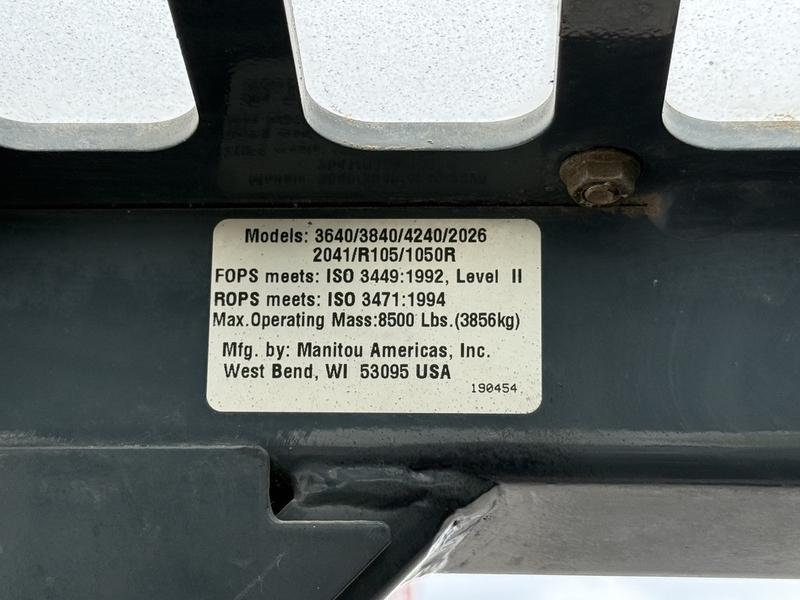 Models: 3640/3840/4240/2026
2041/R105/1050R
FOPS meets: ISO 3449:1992, Level II
ROPS meets: ISO 3471:1994
Max.Operating Mass:8500 Lbs.(3856kg)
Mfg. by: Manitou Americas, Inc.
West Bend, WI 53095 USA
190454